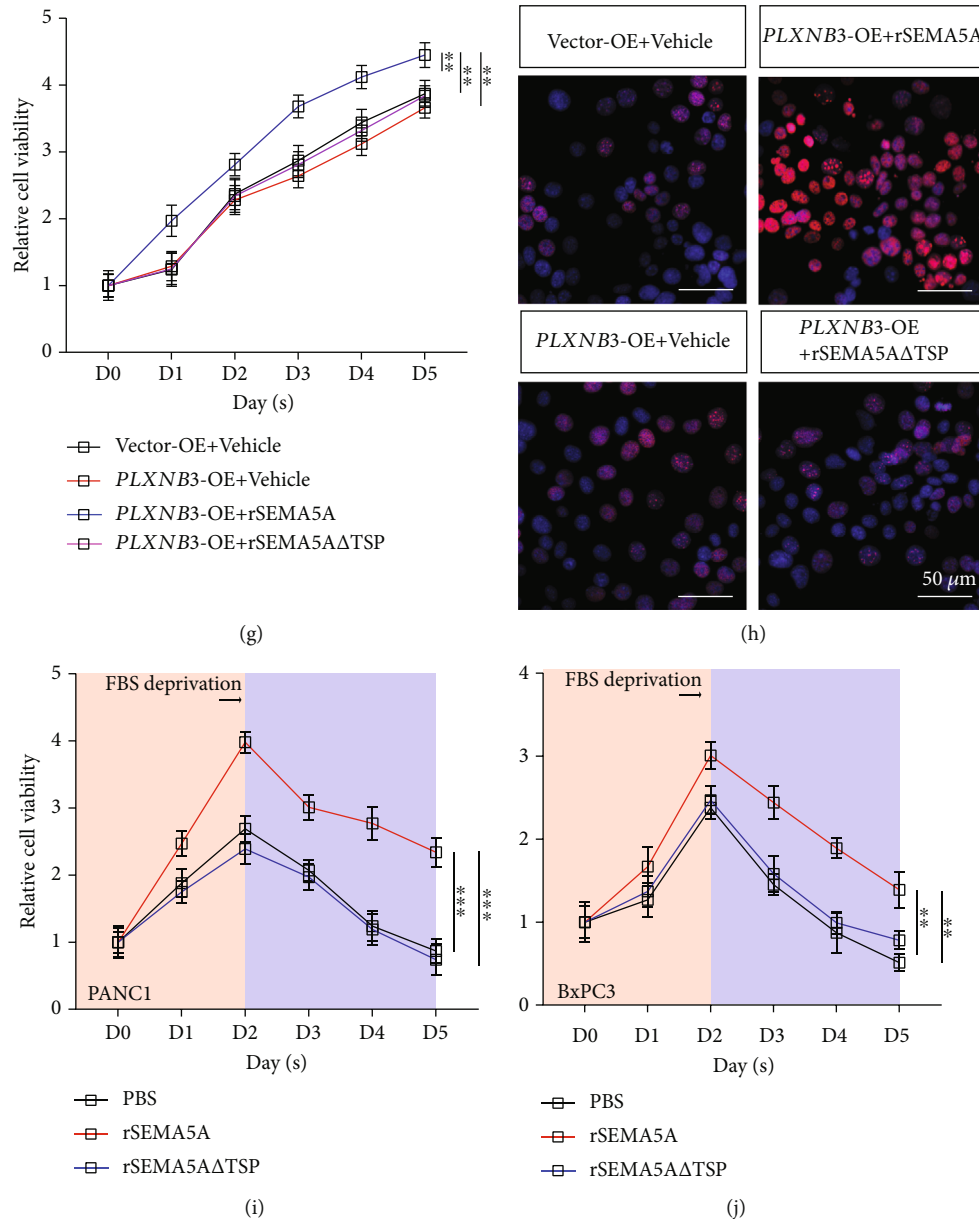 5
4
3
2
1
0
Relative cell viability
D0 D1 D2 D3 D4 D5
Day (s)
**
**
**
Vector-OE+Vehicle
PLXNB3-OE+Vehicle
PLXNB3-OE+rSEMA5A
PLXNB3-OE+rSEMA5AΔTSP
(g)
Vector-OE+Vehicle
PLXNB3-OE+rSEMA5A
PLXNB3-OE+Vehicle
PLXNB3-OE
+rSEMA5AΔTSP
50 μm
(h)
5
4
3
2
1
0
Relative cell viability
FBS deprivation
PANC1
D0 D1 D2 D3 D4 D5
Day (s)
***
***
PBS
rSEMA5A
rSEMA5AΔTSP
(i)
4
3
2
1
0
Relative cell viability
FBS deprivation
BxPC3
D0 D1 D2 D3 D4 D5
Day (s)
**
**
PBS
rSEMA5A
rSEMA5AΔTSP
(j)